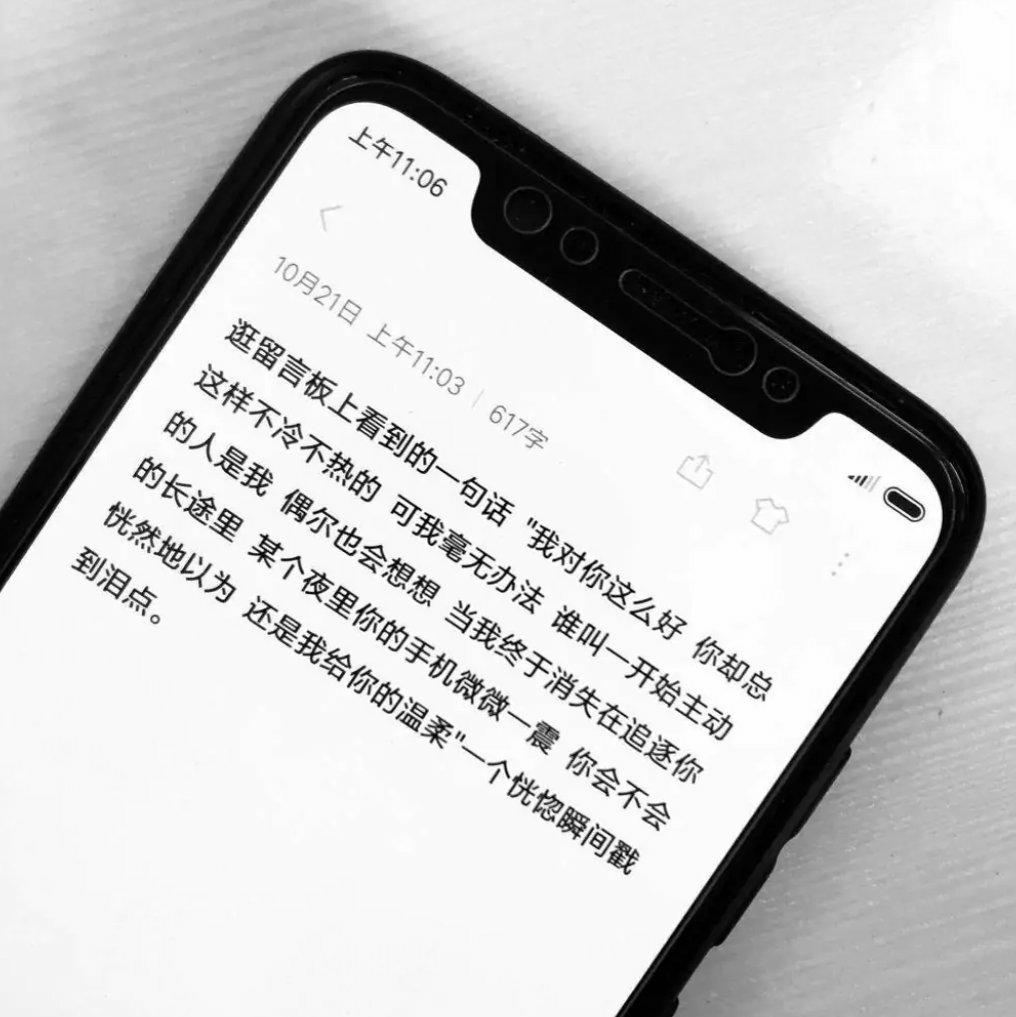 上午11:06
10月21日 上午11:03 | 617字
逛留言板上看到的一句话 "我对你这么好 你却总
这样不冷不热的 可我毫无办法 谁叫一开始主动
的人是我 偶尔也会想想 当我终于消失在追逐你
的长途里 某个夜里你的手机微微一震 你会不会
恍然地以为 还是我给你的温柔"一个恍惚瞬间戳
到泪点。